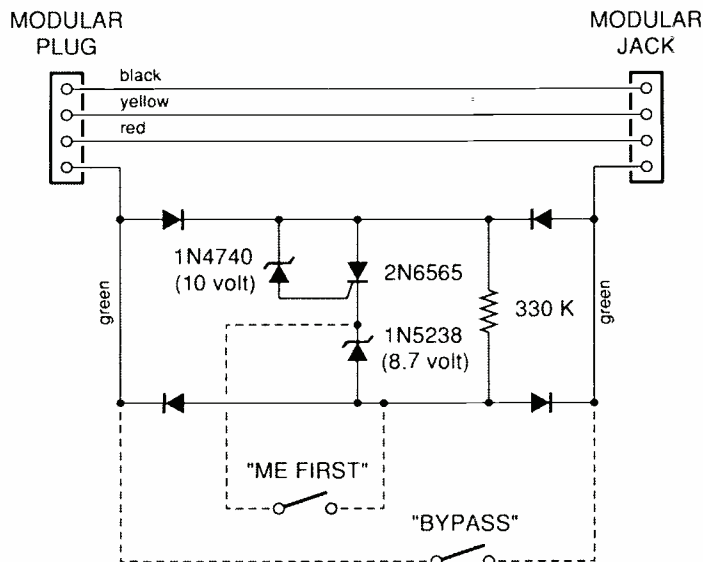 MODULAR
PLUG
MODULAR
JACK
black
yellow
red
green
1N4740
(10 volt)
2N6565
1N5238
(8.7 volt)
330 K
green
"ME FIRST"
"BYPASS"